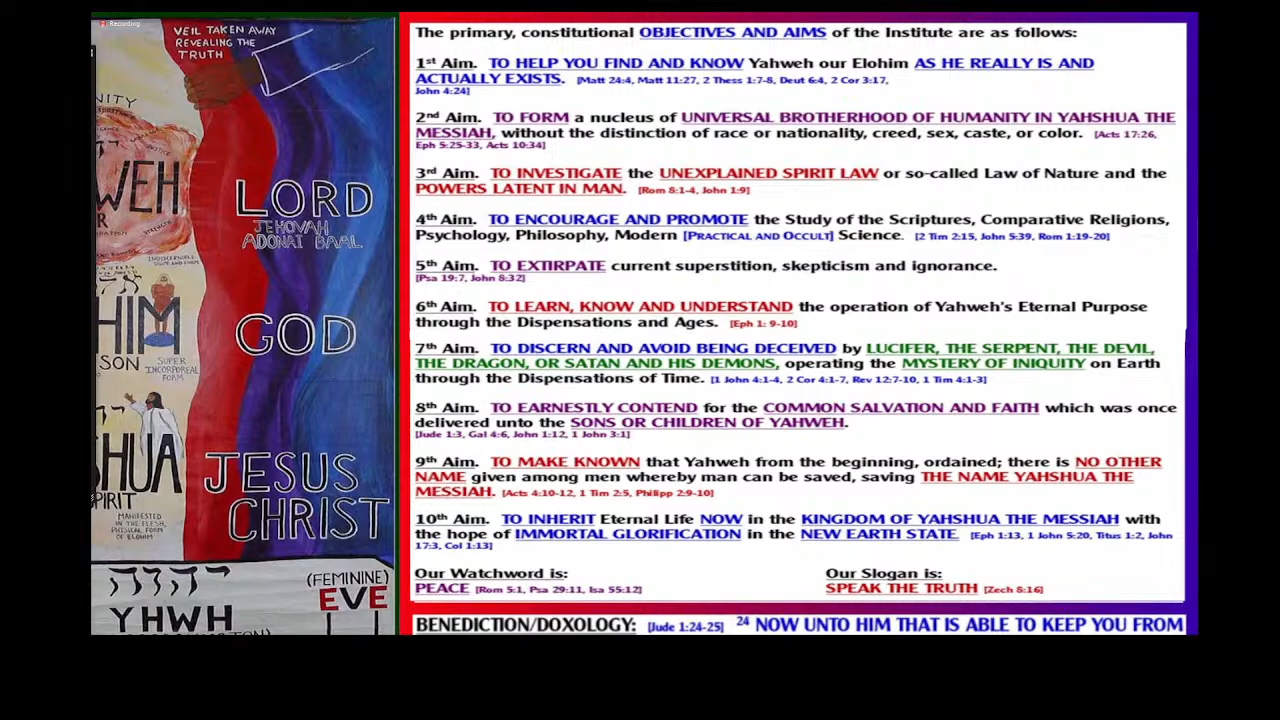 Recording
VEIL TAKEN AWAY
REVEALING THE
TRUTH
NITY
WEH
R
LORD
JEHOVAH
ADONAI BAAL
HIM
SON
SUPER
INCORPOREAL
FORM
GOD
SHUA
SPIRIT
MANIFESTED
IN THE FLESH,
PHYSICAL FORM
OF ELOHIM
JESUS
CHRIST
יהוה
YHWH
(FEMININE)
EVE
The primary, constitutional OBJECTIVES AND AIMS of the Institute are as follows:
1st Aim. TO HELP YOU FIND AND KNOW Yahweh our Elohim AS HE REALLY IS AND
ACTUALLY EXISTS. [Matt 24:4, Matt 11:27, 2 Thess 1:7-8, Deut 6:4, 2 Cor 3:17,
John 4:24]
2nd Aim. TO FORM a nucleus of UNIVERSAL BROTHERHOOD OF HUMANITY IN YAHSHUA THE
MESSIAH, without the distinction of race or nationality, creed, sex, caste, or color. [Acts 17:26,
Eph 5:25-33, Acts 10:34]
3rd Aim. TO INVESTIGATE the UNEXPLAINED SPIRIT LAW or so-called Law of Nature and the
POWERS LATENT IN MAN. [Rom 8:1-4, John 1:9]
4th Aim. TO ENCOURAGE AND PROMOTE the Study of the Scriptures, Comparative Religions,
Psychology, Philosophy, Modern [PRACTICAL AND OCCULT] Science. [2 Tim 2:15, John 5:39, Rom 1:19-20]
5th Aim. TO EXTIRPATE current superstition, skepticism and ignorance.
[Psa 19:7, John 8:32]
6th Aim. TO LEARN, KNOW AND UNDERSTAND the operation of Yahweh's Eternal Purpose
through the Dispensations and Ages. [Eph 1: 9-10]
7th Aim. TO DISCERN AND AVOID BEING DECEIVED by LUCIFER, THE SERPENT, THE DEVIL,
THE DRAGON, OR SATAN AND HIS DEMONS, operating the MYSTERY OF INIQUITY on Earth
through the Dispensations of Time. [1 John 4:1-4, 2 Cor 4:1-7, Rev 12:7-10, 1 Tim 4:1-3]
8th Aim. TO EARNESTLY CONTEND for the COMMON SALVATION AND FAITH which was once
delivered unto the SONS OR CHILDREN OF YAHWEH.
[Jude 1:3, Gal 4:6, John 1:12, 1 John 3:1]
9th Aim. TO MAKE KNOWN that Yahweh from the beginning, ordained; there is NO OTHER
NAME given among men whereby man can be saved, saving THE NAME YAHSHUA THE
MESSIAH. [Acts 4:10-12, 1 Tim 2:5, Philipp 2:9-10]
10th Aim. TO INHERIT Eternal Life NOW in the KINGDOM OF YAHSHUA THE MESSIAH with
the hope of IMMORTAL GLORIFICATION in the NEW EARTH STATE [Eph 1:13, 1 John 5:20, Titus 1:2, John
17:3, Col 1:13]
Our Watchword is:
PEACE [Rom 5:1, Psa 29:11, Isa 55:12]
Our Slogan is:
SPEAK THE TRUTH [Zech 8:16]
BENEDICTION/DOXOLOGY: [Jude 1:24-25] 24 NOW UNTO HIM THAT IS ABLE TO KEEP YOU FROM